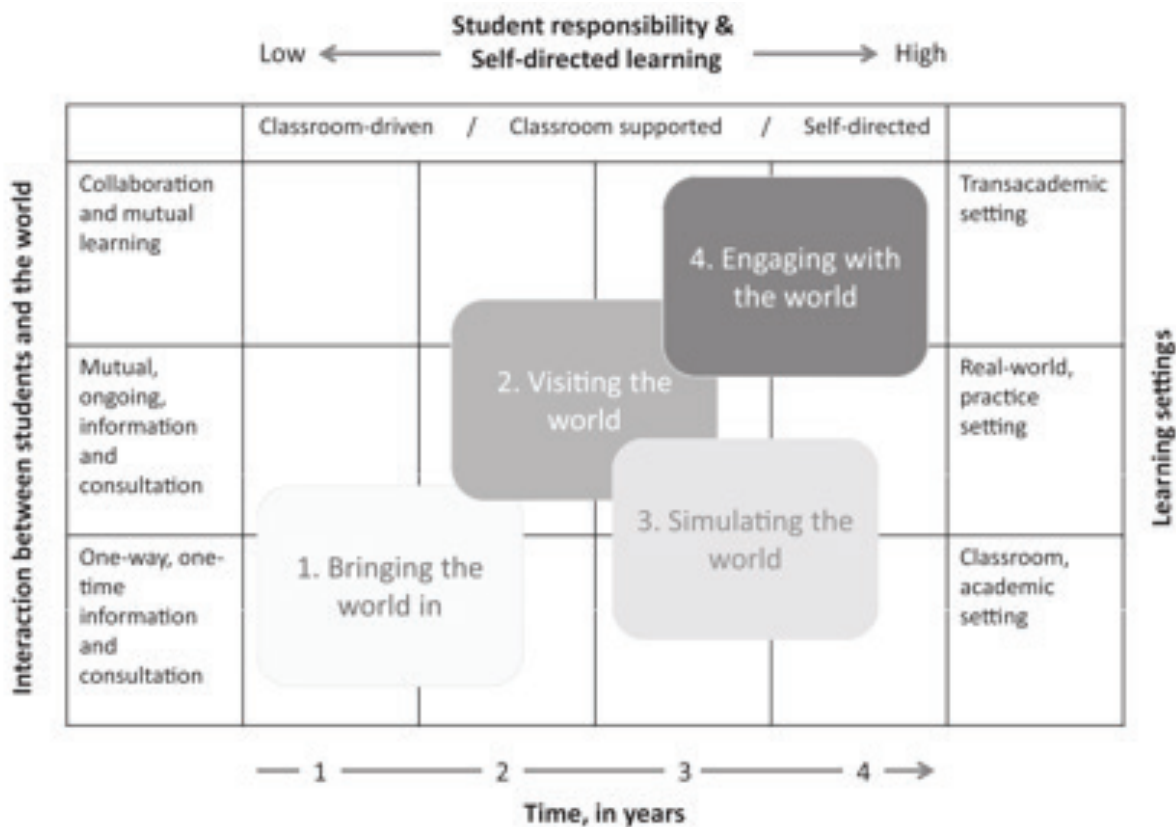 Student responsibility &
Low
Self-directed learning
High
Classroom-driven / Classroom supported / Self-directed
Interaction between students and the world
Collaboration
and mutual
learning
4. Engaging with
the world
Transacademic
setting
Mutual,
ongoing,
information
and
consultation
2. Visiting the
world
Real-world,
practice
setting
Learning settings
One-way, one-
time
information
and
consultation
1. Bringing the
world in
3. Simulating the
world
Classroom,
academic
setting
1 2 3 4
Time, in years